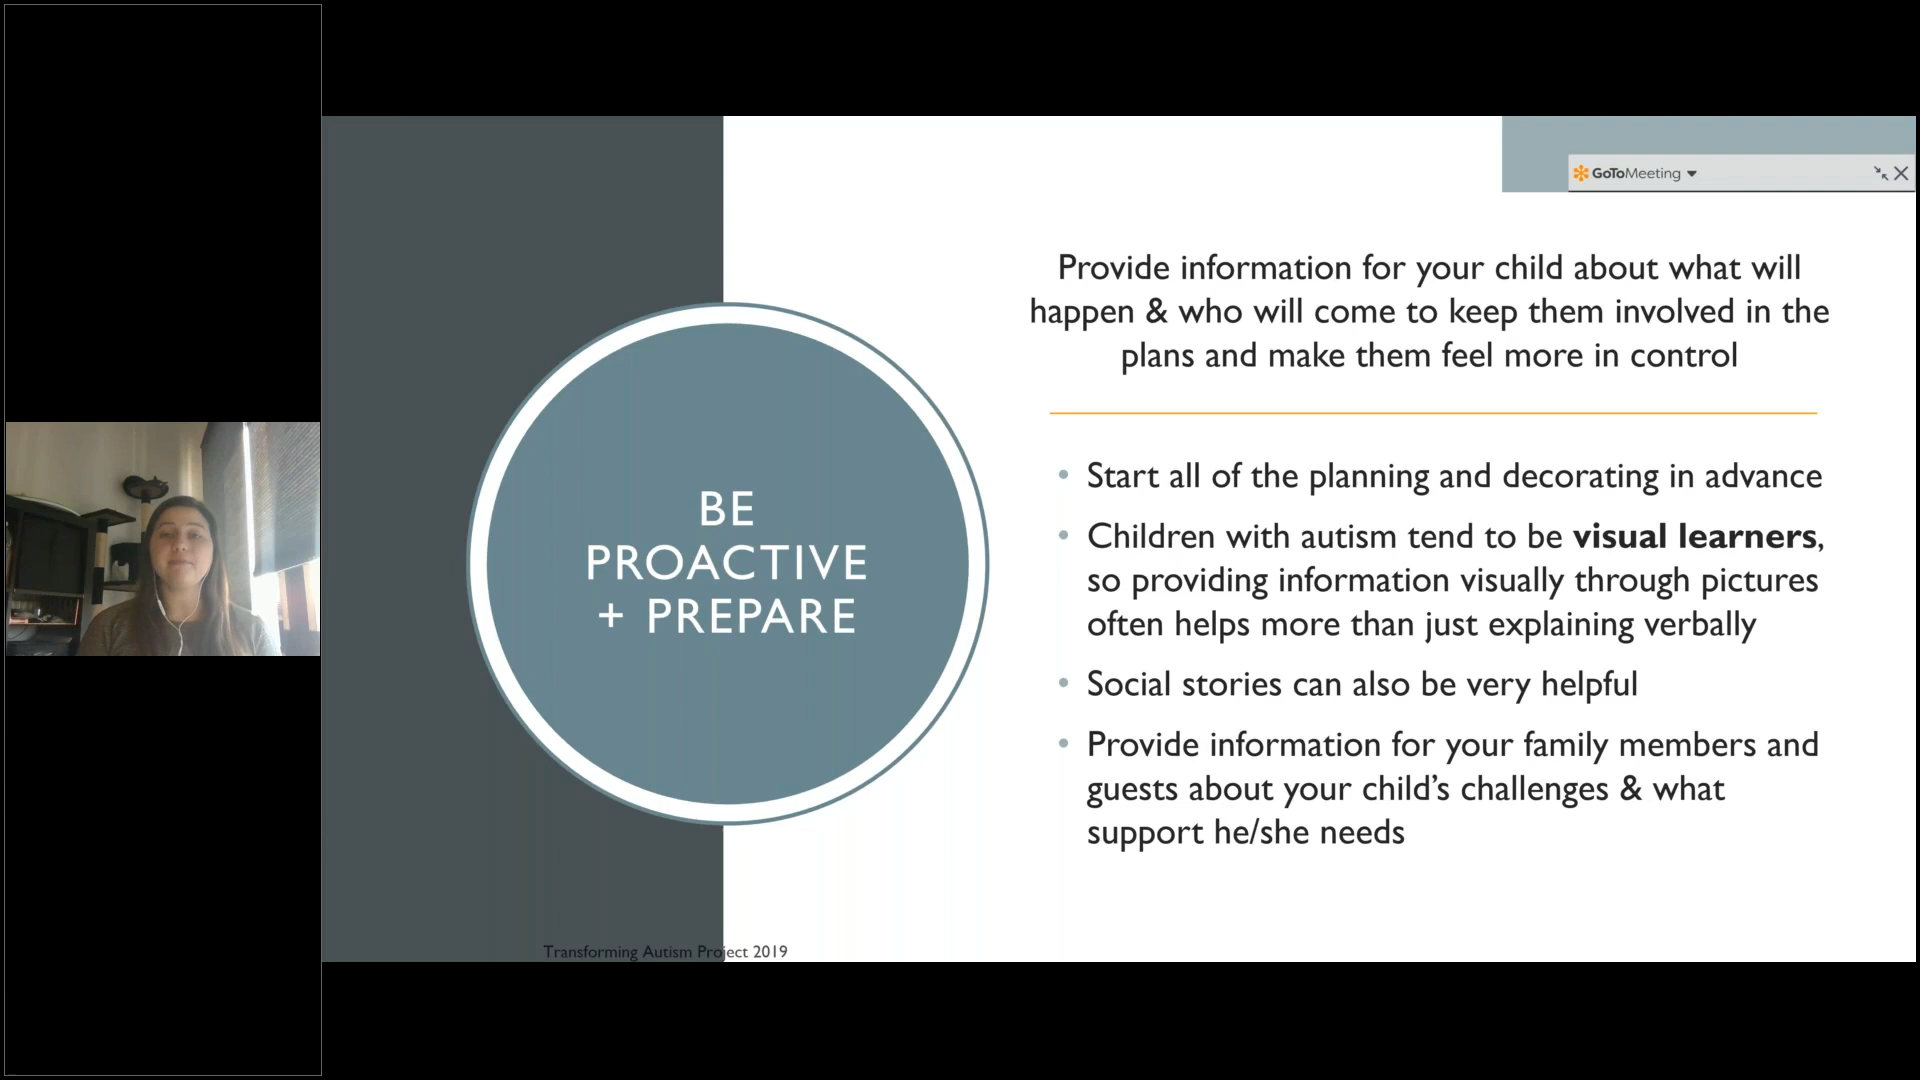 GoToMeeting
Provide information for your child about what will
happen & who will come to keep them involved in the
plans and make them feel more in control
BE
PROACTIVE
+ PREPARE
• Start all of the planning and decorating in advance
• Children with autism tend to be visual learners,
so providing information visually through pictures
often helps more than just explaining verbally
• Social stories can also be very helpful
• Provide information for your family members and
guests about your child’s challenges & what
support he/she needs
Transforming Autism Project 2019